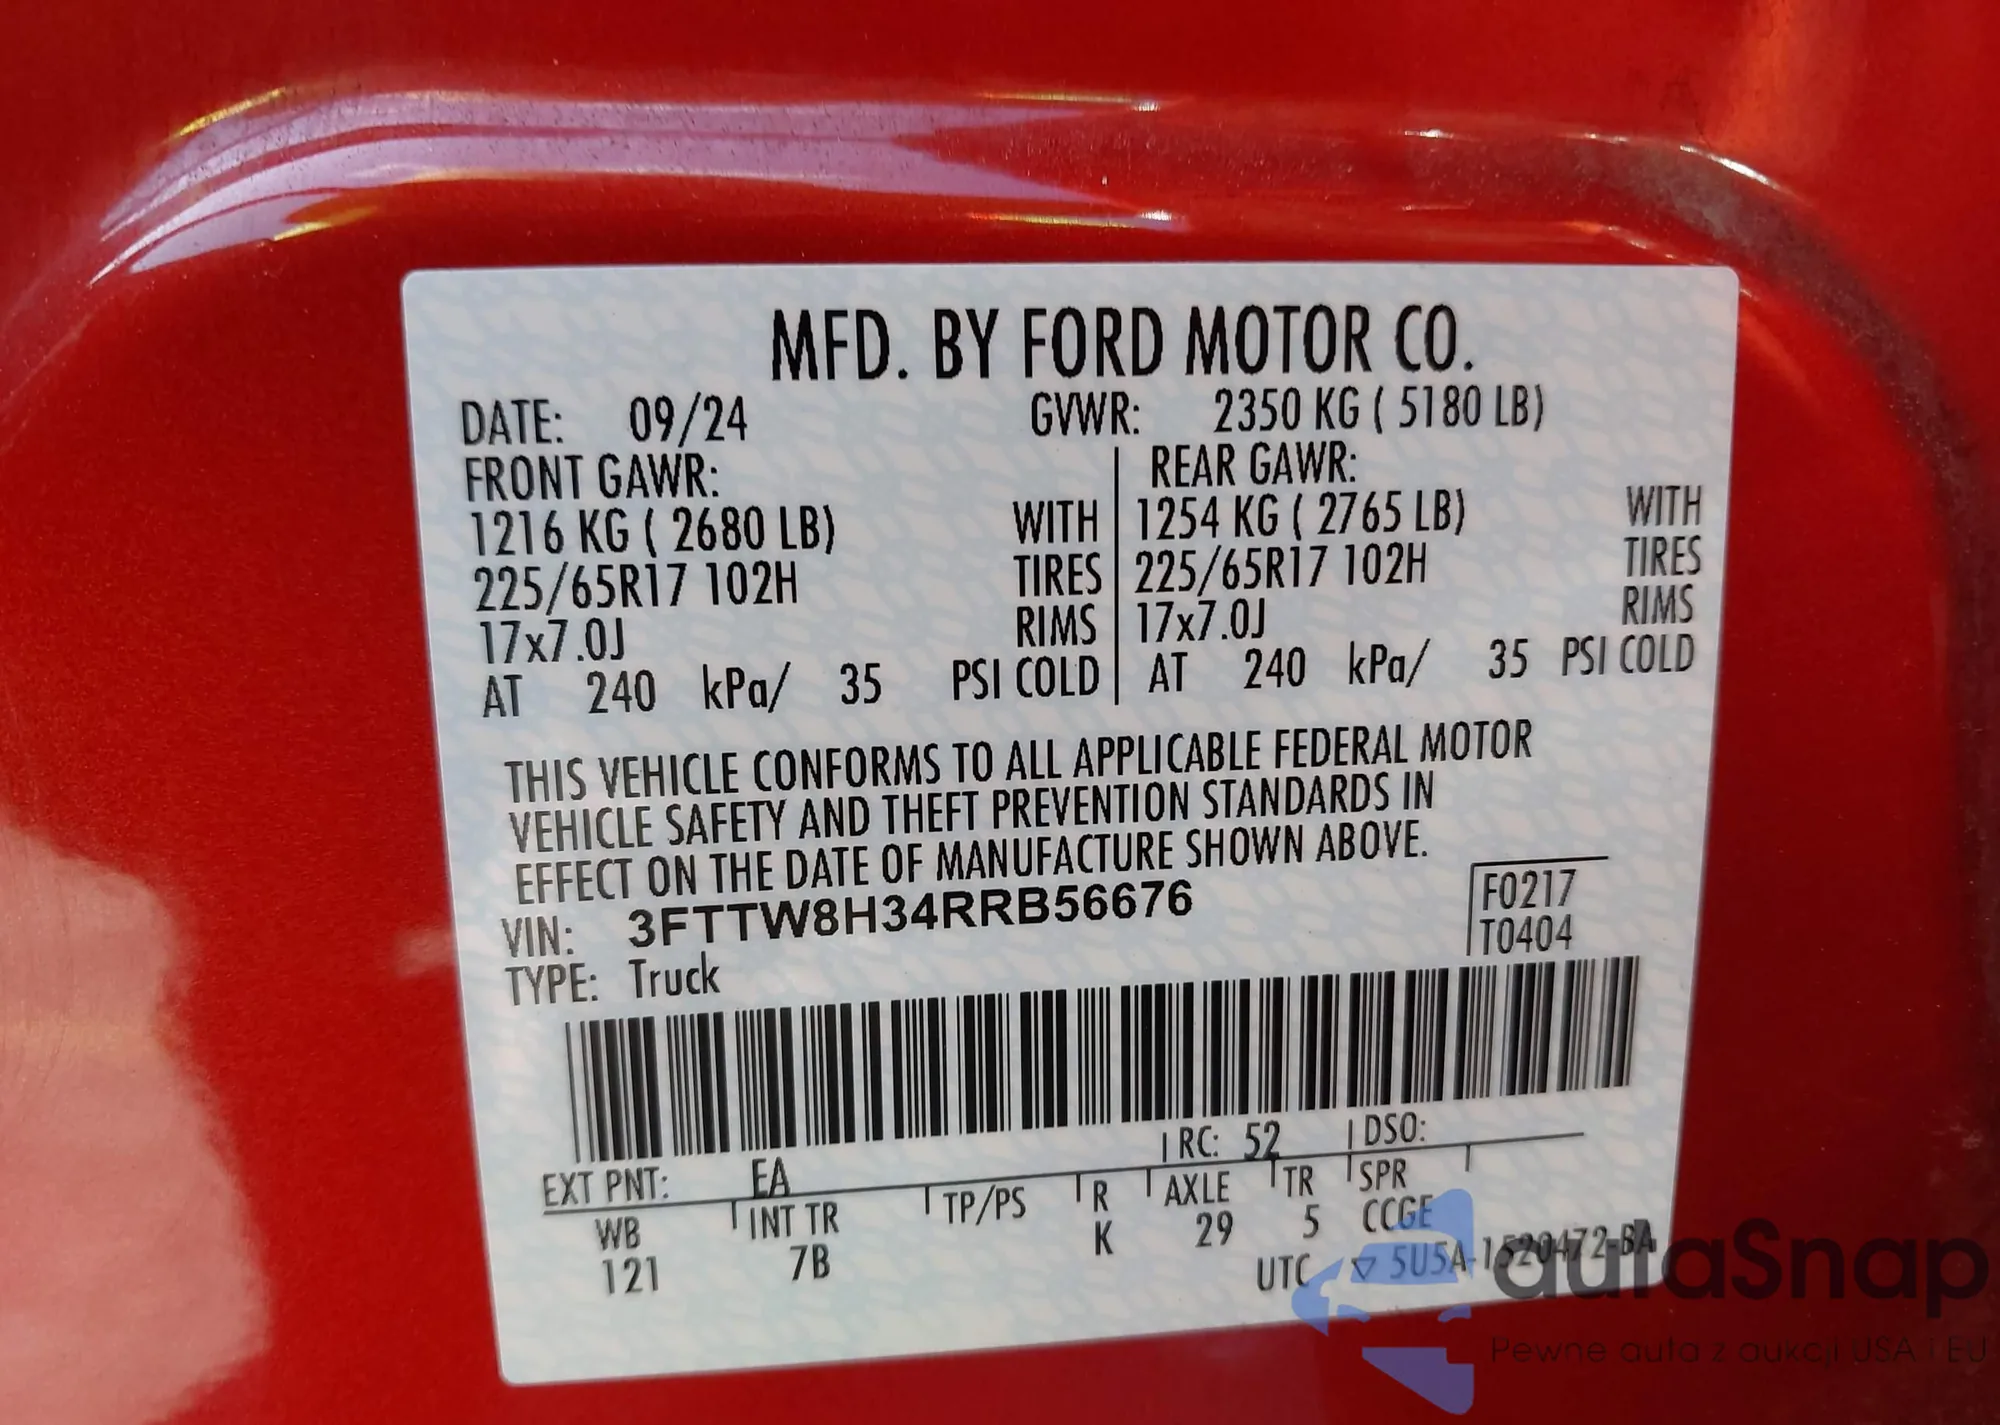 MFD. BY FORD MOTOR CO.
DATE: 09/24 GVWR: 2350 KG ( 5180 LB)
FRONT GAWR: REAR GAWR:
1216 KG ( 2680 LB) WITH 1254 KG ( 2765 LB) WITH
225/65R17 102H TIRES 225/65R17 102H TIRES
17x7.0J RIMS 17x7.0J RIMS
AT 240 kPa/ 35 PSI COLD AT 240 kPa/ 35 PSI COLD
THIS VEHICLE CONFORMS TO ALL APPLICABLE FEDERAL MOTOR
VEHICLE SAFETY AND THEFT PREVENTION STANDARDS IN
EFFECT ON THE DATE OF MANUFACTURE SHOWN ABOVE.
VIN: 3FTTW8H34RRB56676 F0217
TYPE: Truck T0404
RC: 52 DSO:
EXT PNT: EA
WB INT TR TP/PS R AXLE TR SPR
121 7B K 29 5 CCGE
UTC ▽ 5U5A-1520472-BA
autaSnap
Pewne auta z aukcji USA i EU